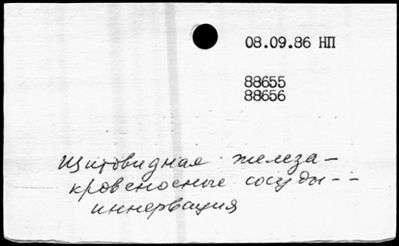 08.09.86 НП
88655
88656
Щитовидная железа -
кровеносные сосуды --
иннервация